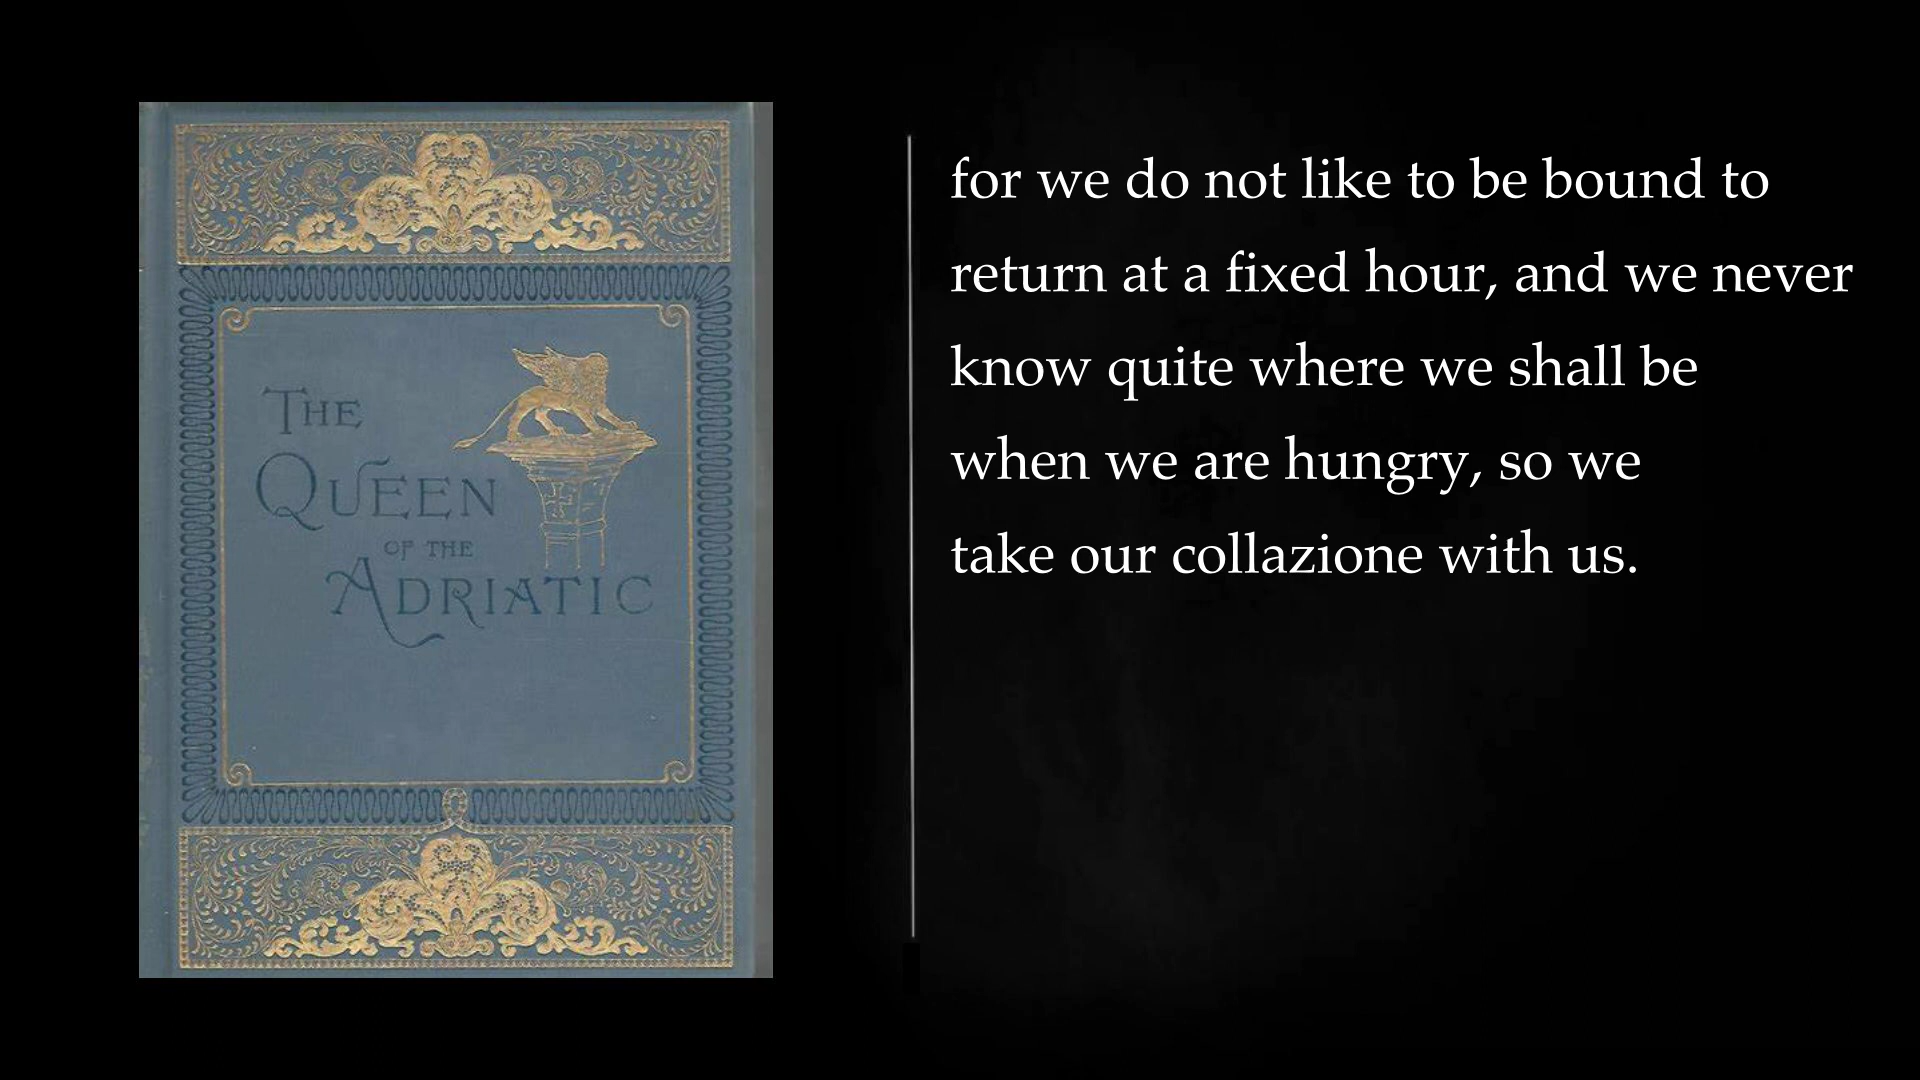 THE
QUEEN
OF THE
ADRIATIC
for we do not like to be bound to
return at a fixed hour, and we never
know quite where we shall be
when we are hungry, so we
take our collazione with us.